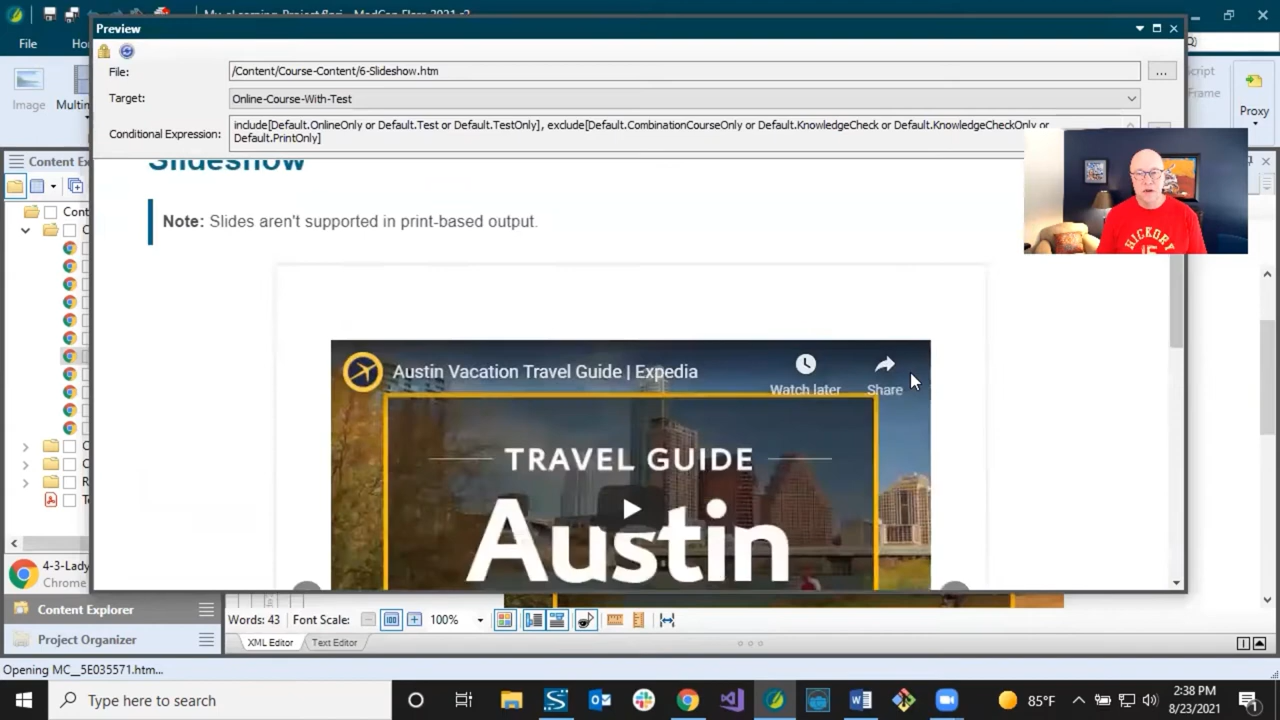 Preview
File
File:
/Content/Course-Content/6-Slideshow.htm
...
Target:
Online-Course-With-Test
Image
Proxy
Conditional Expression:
include[Default.OnlineOnly or Default.Test or Default.TestOnly], exclude[Default.CombinationCourseOnly or Default.KnowledgeCheck or Default.KnowledgeCheckOnly or
Default.PrintOnly]
Slideshow
Note: Slides aren't supported in print-based output.
HICKORY
Austin Vacation Travel Guide | Expedia
Watch later
Share
TRAVEL GUIDE
Austin
4-3-Lady
Chrome
Content Explorer
Words: 43
Font Scale:
100%
Project Organizer
XML Editor
Text Editor
Opening MC__5E035571.htm...
Type here to search
85°F
2:38 PM
8/23/2021
1